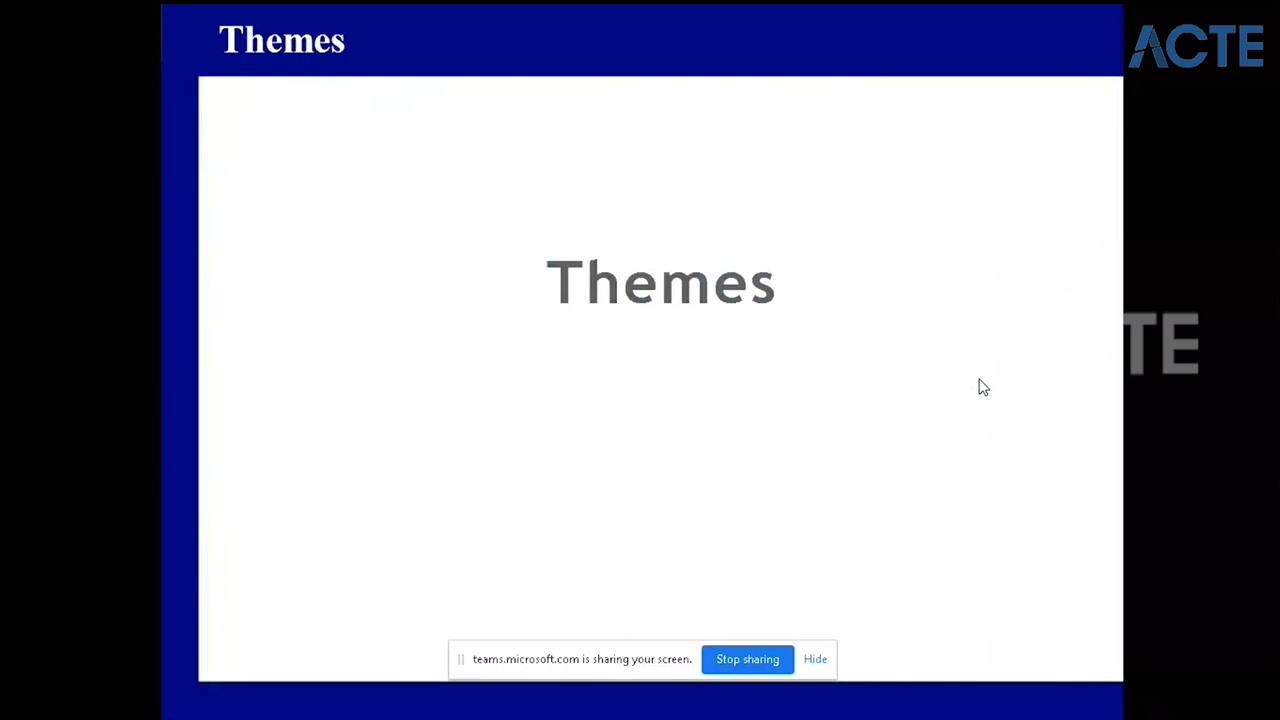 Themes
ACTE
Themes
TE
teams.microsoft.com is sharing your screen. Stop sharing Hide